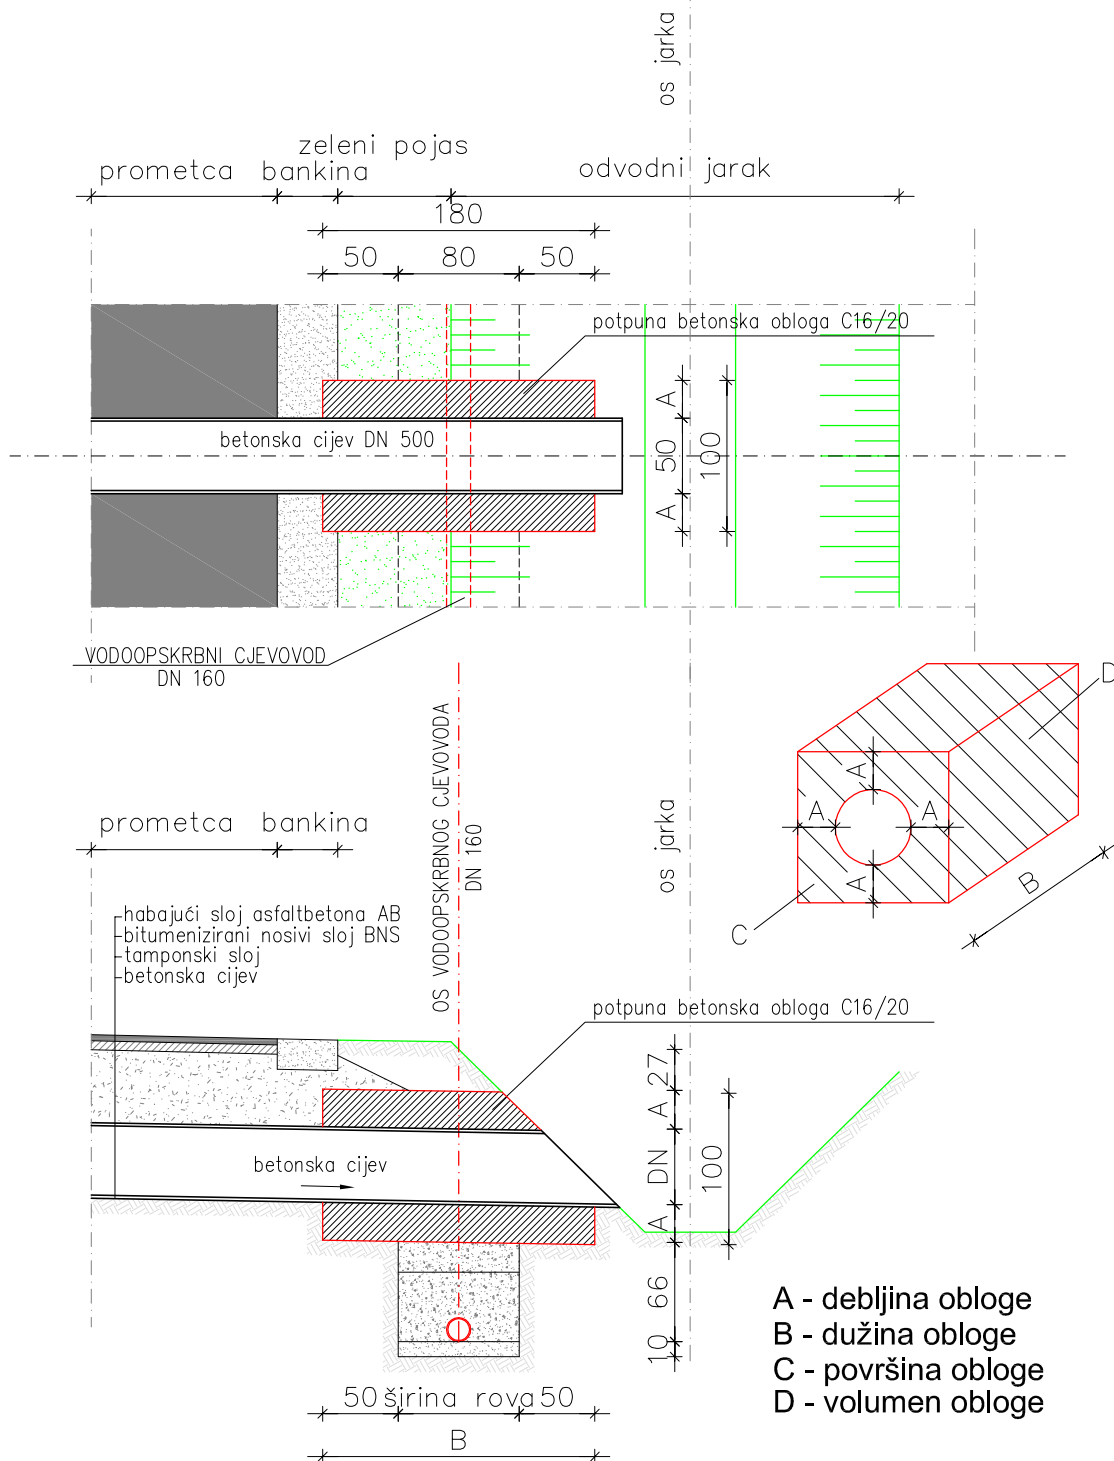 os jarka
zeleni pojas
prometca bankina
odvodni jarak
180
50 80 50
potpuna betonska obloga C16/20
betonska cijev DN 500
A
50
A
100
VODOOPSKRBNI CJEVOVOD
DN 160
D
A
A A
A
B
C
OS VODOOPSKRBNOG CJEVOVODA
DN 160
os jarka
prometca bankina
habajući sloj asfaltbetona AB
bitumenizirani nosivi sloj BNS
tamponski sloj
betonska cijev
potpuna betonska obloga C16/20
27
A
DN
A
66
10
100
betonska cijev
A - debljina obloge
B - dužina obloge
C - površina obloge
D - volumen obloge
50 širina rova 50
B